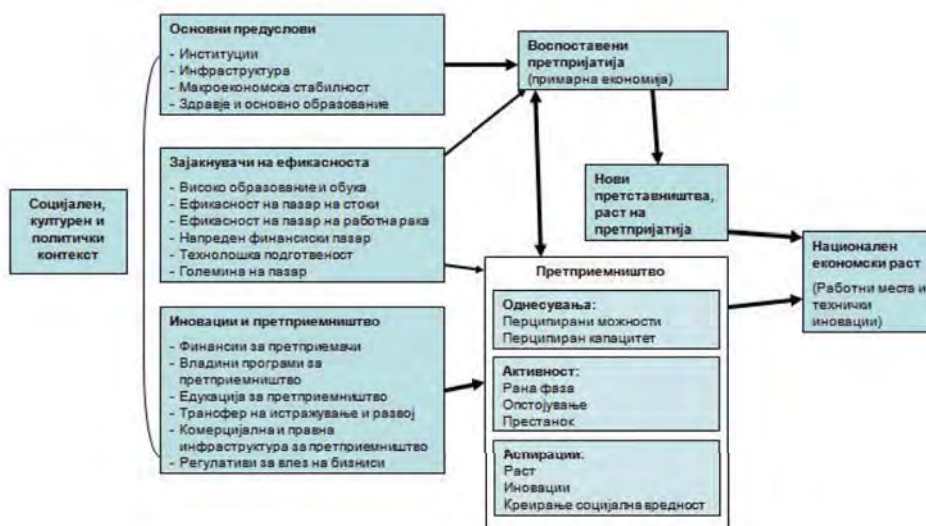 Социјален,
културен и
политички
контекст
Основни предуслови
- Институции
- Инфраструктура
- Макроекономска стабилност
- Здравје и основно образование
Зајакнувачи на ефикасноста
- Високо образование и обука
- Ефикасност на пазар на стоки
- Ефикасност на пазар на работна рака
- Напреден финансиски пазар
- Технолошка подготвеност
- Големина на пазар
Иновации и претприемништво
- Финансии за претприемачи
- Владини програми за
претприемништво
- Едукација за претприемништво
- Трансфер на истражување и развој
- Комерцијална и правна
инфраструктура за претприемништво
- Регулативи за влез на бизниси
Воспоставени
претпријатија
(примарна економија)
Нови
претставништва,
раст на
претпријатија
Претприемништво
Однесувања:
Перципирани можности
Перципиран капацитет
Активност:
Рана фаза
Опстојување
Престанок
Аспирации:
Раст
Иновации
Креирање социјална вредност
Национален
економски раст
(Работни места и
технички
иновации)